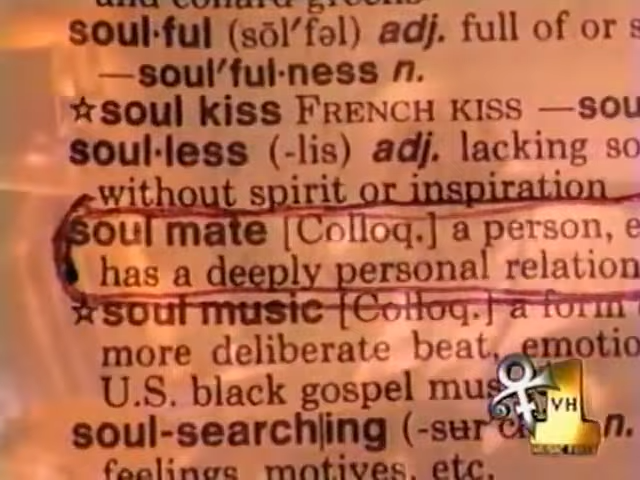 soul·ful (sōl′fəl) adj. full of or
—soul′ful·ness n.
☆soul kiss FRENCH KISS —sou
soul·less (-lis) adj. lacking so
without spirit or inspiration
soul mate [Colloq.] a person, e
has a deeply personal relation
☆soul music [Colloq.] a form
more deliberate beat, emotio
U.S. black gospel mus
soul-searching (-sur n.
feelings, motives, etc.
VH